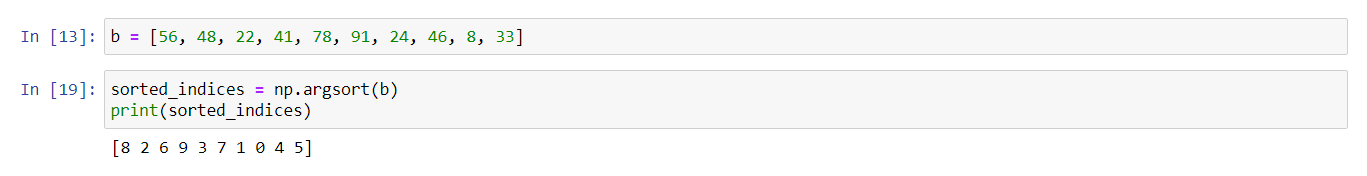 In [13]: b = [56, 48, 22, 41, 78, 91, 24, 46, 8, 33]
In [19]: sorted_indices = np.argsort(b)
print(sorted_indices)
[8 2 6 9 3 7 1 0 4 5]